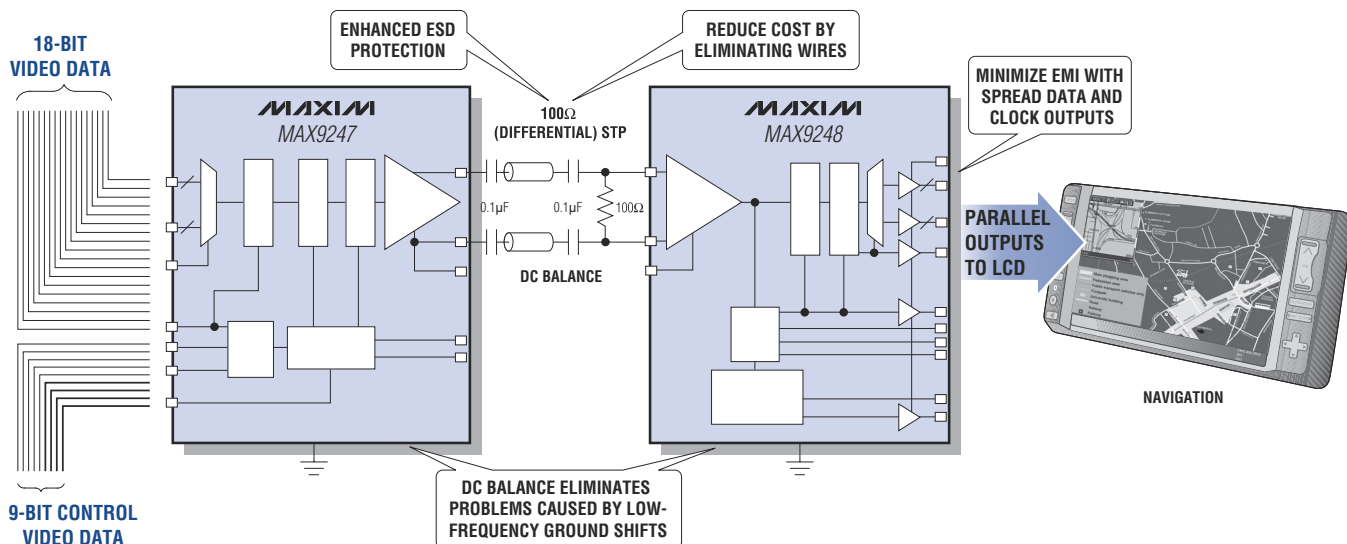 18-BIT
VIDEO DATA
ENHANCED ESD
PROTECTION
REDUCE COST BY
ELIMINATING WIRES
MINIMIZE EMI WITH
SPREAD DATA AND
CLOCK OUTPUTS
MAXIM
MAX9247
100Ω
(DIFFERENTIAL) STP
MAXIM
MAX9248
0.1µF
0.1µF
100Ω
DC BALANCE
PARALLEL
OUTPUTS
TO LCD
NAVIGATION
9-BIT CONTROL
VIDEO DATA
DC BALANCE ELIMINATES
PROBLEMS CAUSED BY LOW-
FREQUENCY GROUND SHIFTS